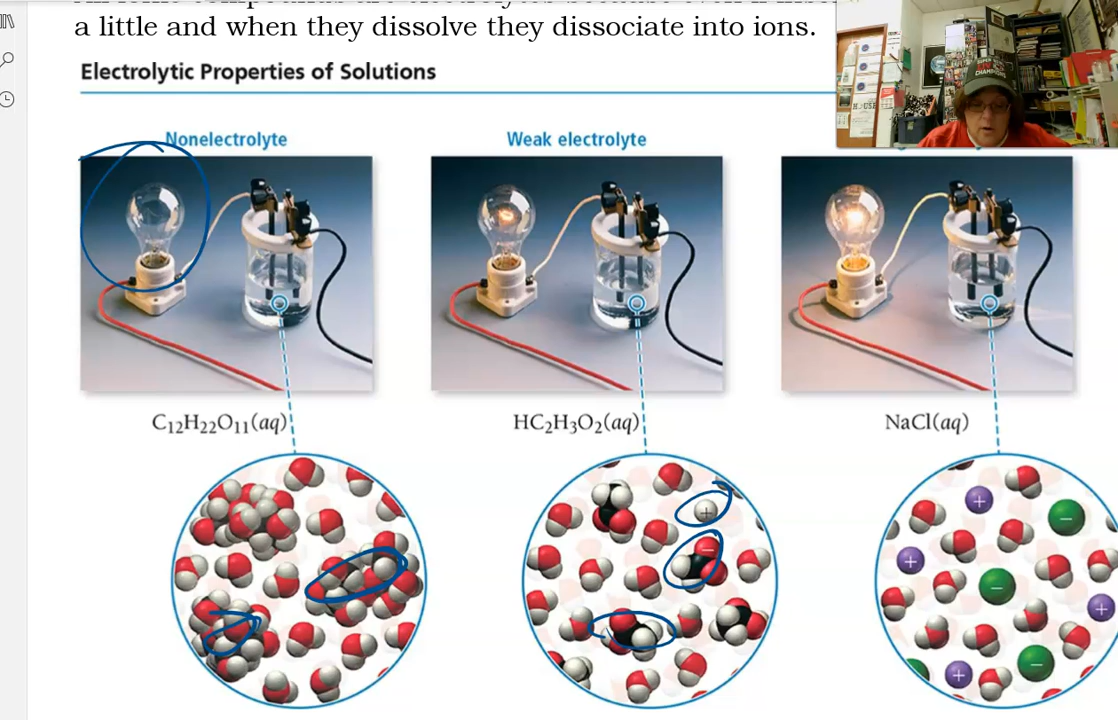 a little and when they dissolve they dissociate into ions.
Electrolytic Properties of Solutions
Nonelectrolyte
Weak electrolyte
C₁₂H₂₂O₁₁(aq)
HC₂H₃O₂(aq)
NaCl(aq)
+
−
+
−
+
−
+
+
−